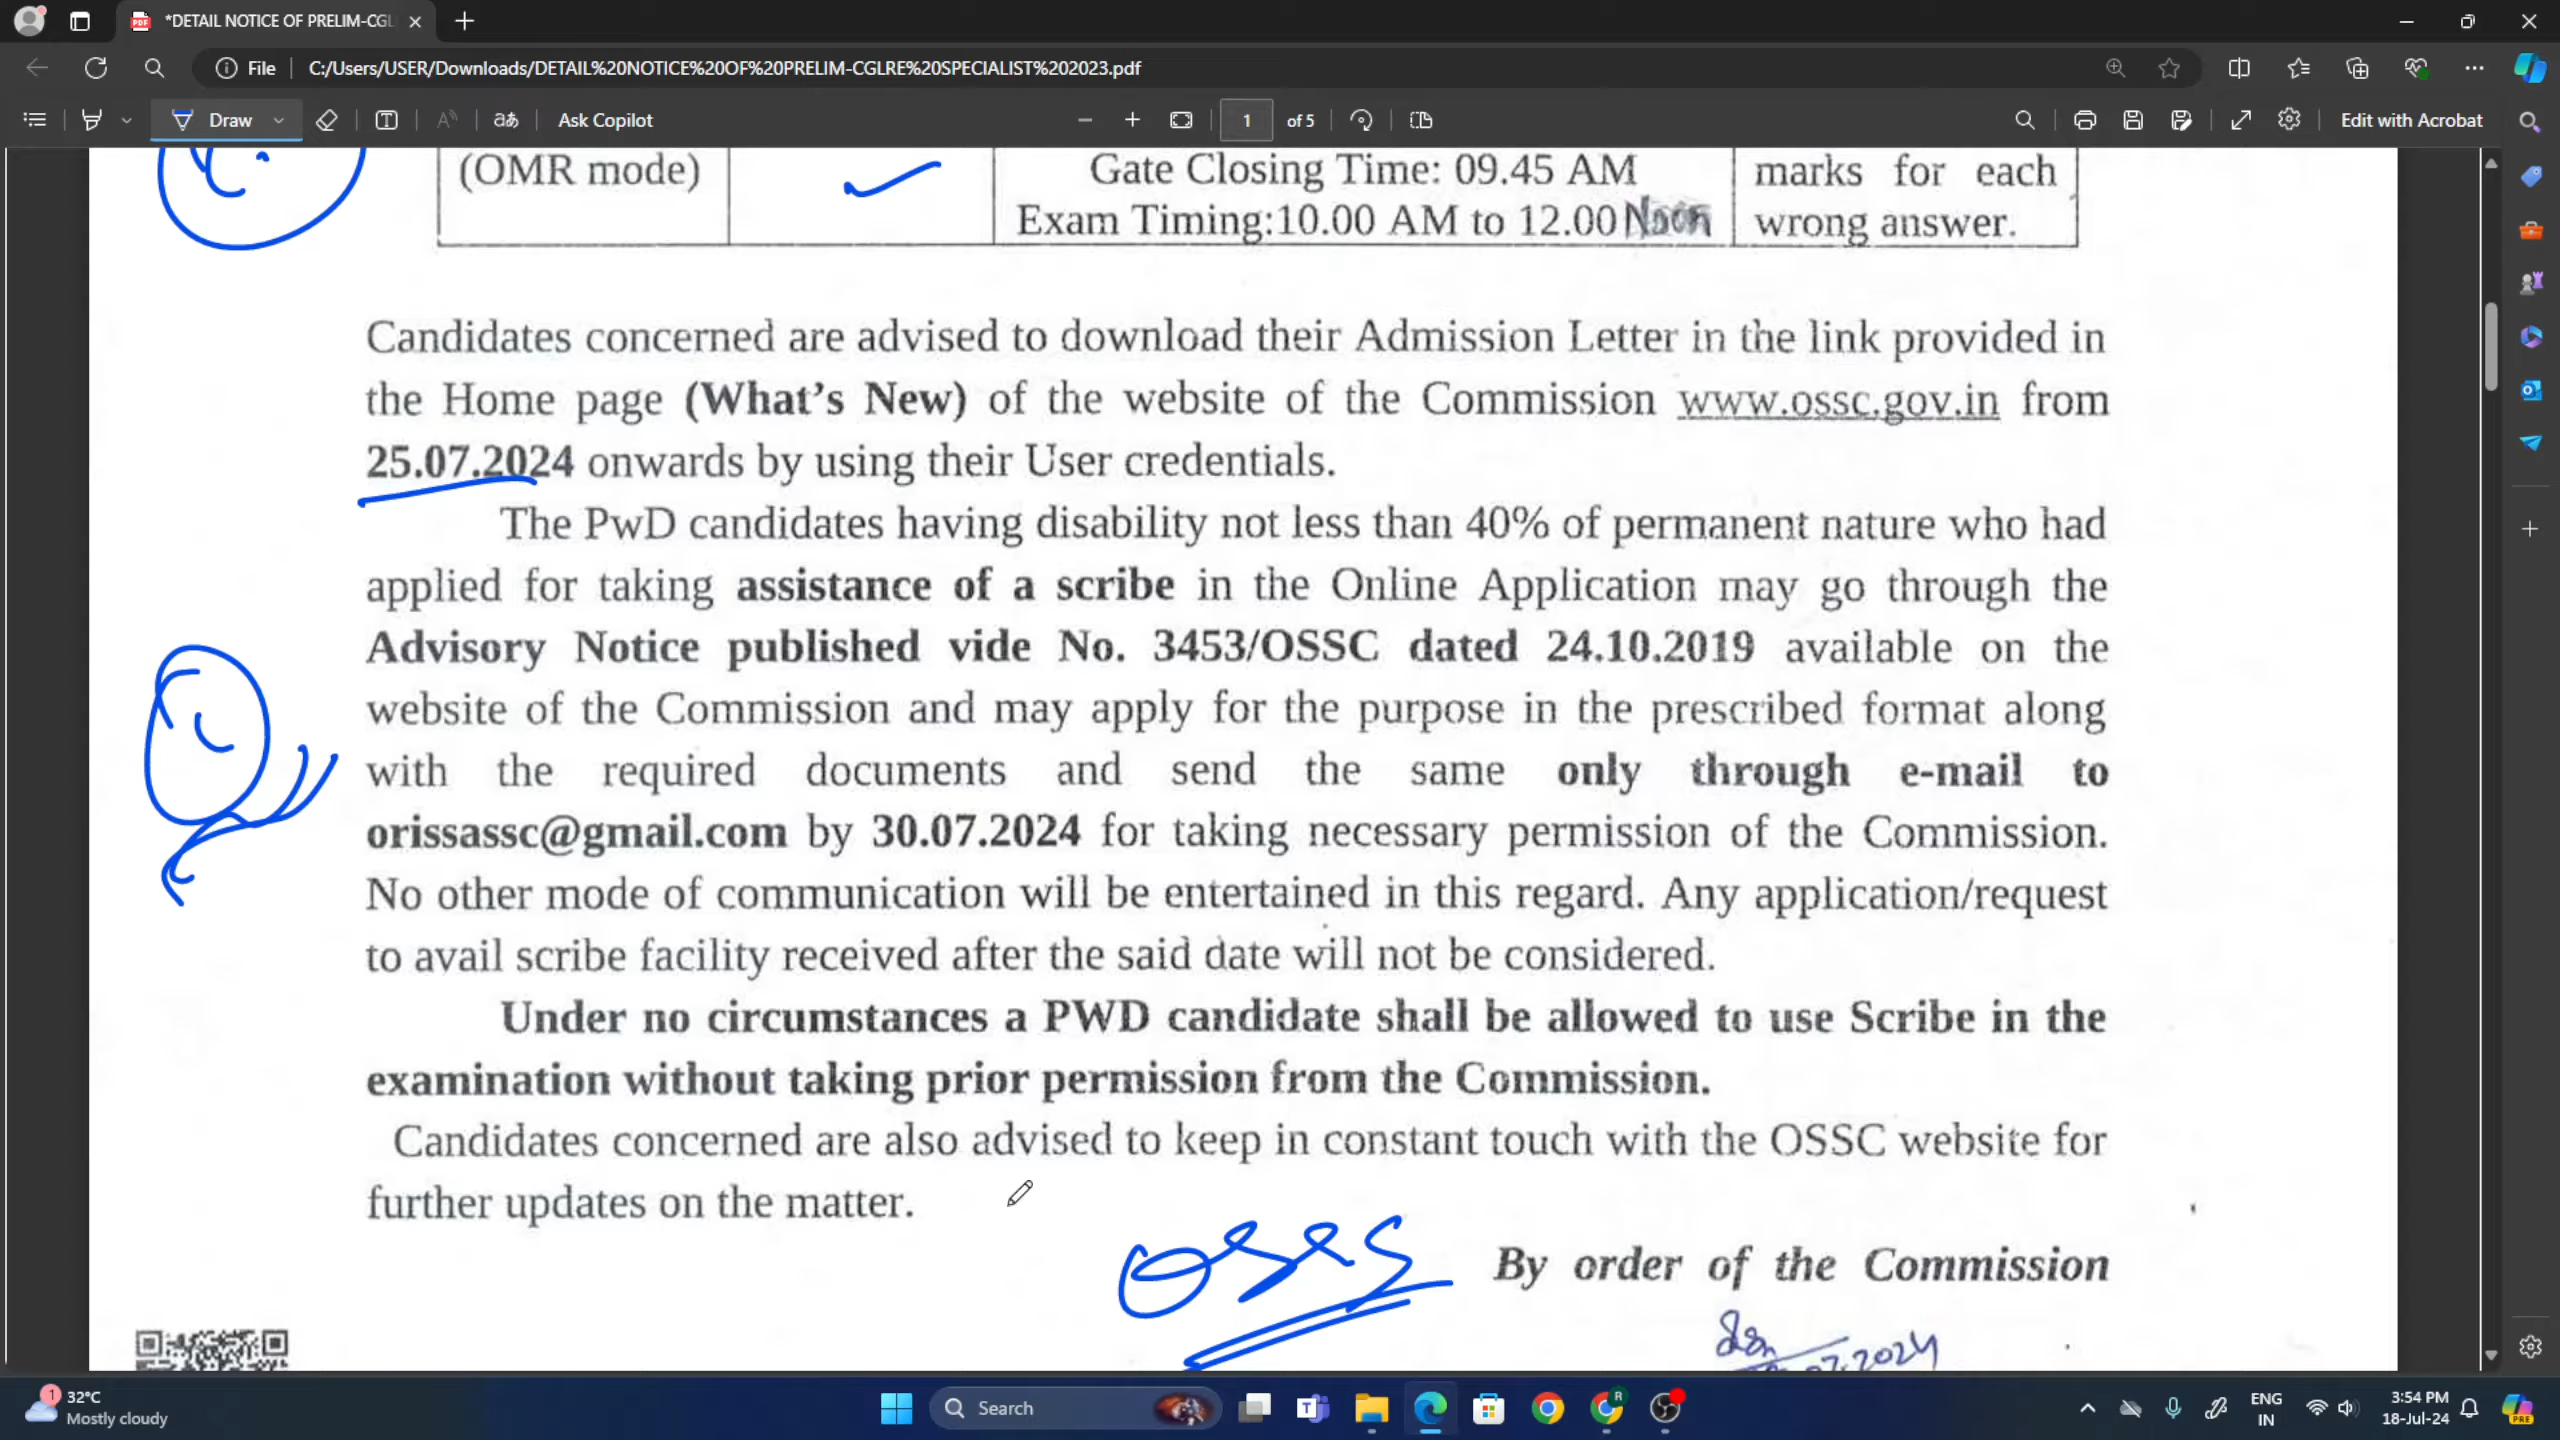 *DETAIL NOTICE OF PRELIM-CGL
File
C:/Users/USER/Downloads/DETAIL%20NOTICE%20OF%20PRELIM-CGLRE%20SPECIALIST%202023.pdf
Draw
Ask Copilot
1 of 5
Edit with Acrobat
(OMR mode)
Gate Closing Time: 09.45 AM
Exam Timing:10.00 AM to 12.00 Noon
marks for each
wrong answer.
Candidates concerned are advised to download their Admission Letter in the link provided in
the Home page (What's New) of the website of the Commission www.ossc.gov.in from
25.07.2024 onwards by using their User credentials.
The PwD candidates having disability not less than 40% of permanent nature who had
applied for taking assistance of a scribe in the Online Application may go through the
Advisory Notice published vide No. 3453/OSSC dated 24.10.2019 available on the
website of the Commission and may apply for the purpose in the prescribed format along
with the required documents and send the same only through e-mail to
orissassc@gmail.com by 30.07.2024 for taking necessary permission of the Commission.
No other mode of communication will be entertained in this regard. Any application/request
to avail scribe facility received after the said date will not be considered.
Under no circumstances a PWD candidate shall be allowed to use Scribe in the
examination without taking prior permission from the Commission.
Candidates concerned are also advised to keep in constant touch with the OSSC website for
further updates on the matter.
OSSC
By order of the Commission
07.2024
1
32°C
Mostly cloudy
Search
R
ENG
IN
3:54 PM
18-Jul-24
PRE